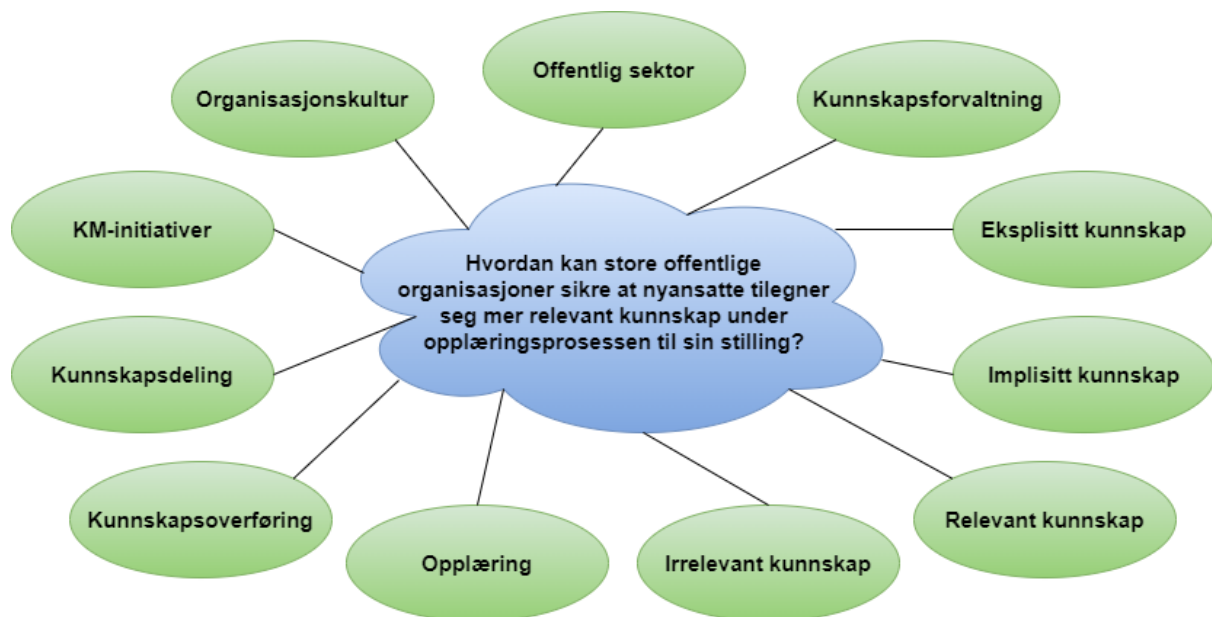 Offentlig sektor
Organisasjonskultur
Kunnskapsforvaltning
KM-initiativer
Eksplisitt kunnskap
Hvordan kan store offentlige
organisasjoner sikre at nyansatte tilegner
seg mer relevant kunnskap under
opplæringsprosessen til sin stilling?
Kunnskapsdeling
Implisitt kunnskap
Kunnskapsoverføring
Relevant kunnskap
Opplæring
Irrelevant kunnskap